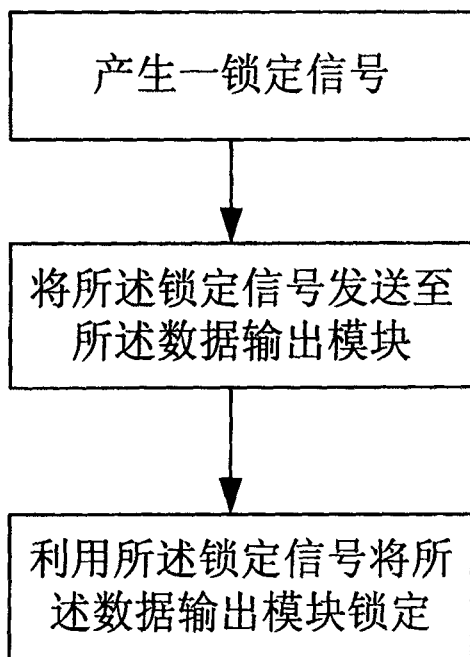 产生一锁定信号
将所述锁定信号发送至
所述数据输出模块
利用所述锁定信号将所
述数据输出模块锁定